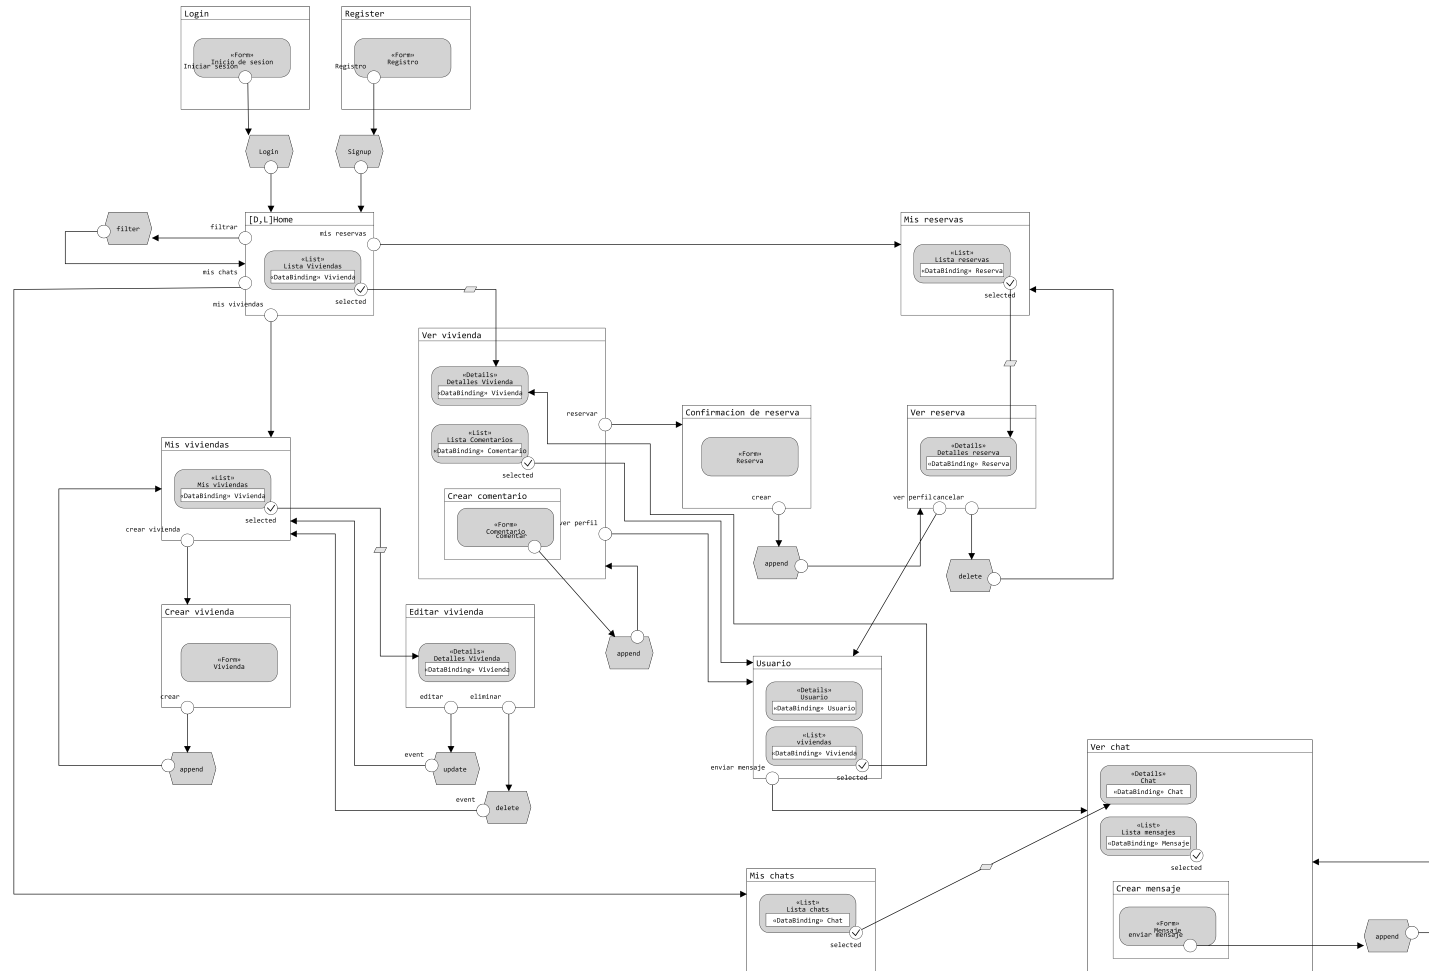 Login
«Form»
Inicio de sesion
Iniciar sesion
Register
«Form»
Registro
Registro
Login
Signup
filter
filtrar
[D,L]Home
mis reservas
«List»
Lista Viviendas
«DataBinding» Vivienda
selected
mis chats
mis viviendas
Mis reservas
«List»
Lista reservas
«DataBinding» Reserva
selected
Ver vivienda
«Details»
Detalles Vivienda
«DataBinding» Vivienda
reservar
«List»
Lista Comentarios
«DataBinding» Comentario
selected
Crear comentario
«Form»
Comentario
comentar
ver perfil
append
Confirmacion de reserva
«Form»
Reserva
crear
append
Ver reserva
«Details»
Detalles reserva
«DataBinding» Reserva
ver perfil
cancelar
delete
Mis viviendas
«List»
Mis viviendas
«DataBinding» Vivienda
selected
crear vivienda
Crear vivienda
«Form»
Vivienda
crear
append
Editar vivienda
«Details»
Detalles Vivienda
«DataBinding» Vivienda
editar
eliminar
event
update
event
delete
Usuario
«Details»
Usuario
«DataBinding» Usuario
«List»
viviendas
«DataBinding» Vivienda
selected
enviar mensaje
Ver chat
«Details»
Chat
«DataBinding» Chat
«List»
Lista mensajes
«DataBinding» Mensaje
selected
Crear mensaje
«Form»
Mensaje
enviar mensaje
append
Mis chats
«List»
Lista chats
«DataBinding» Chat
selected